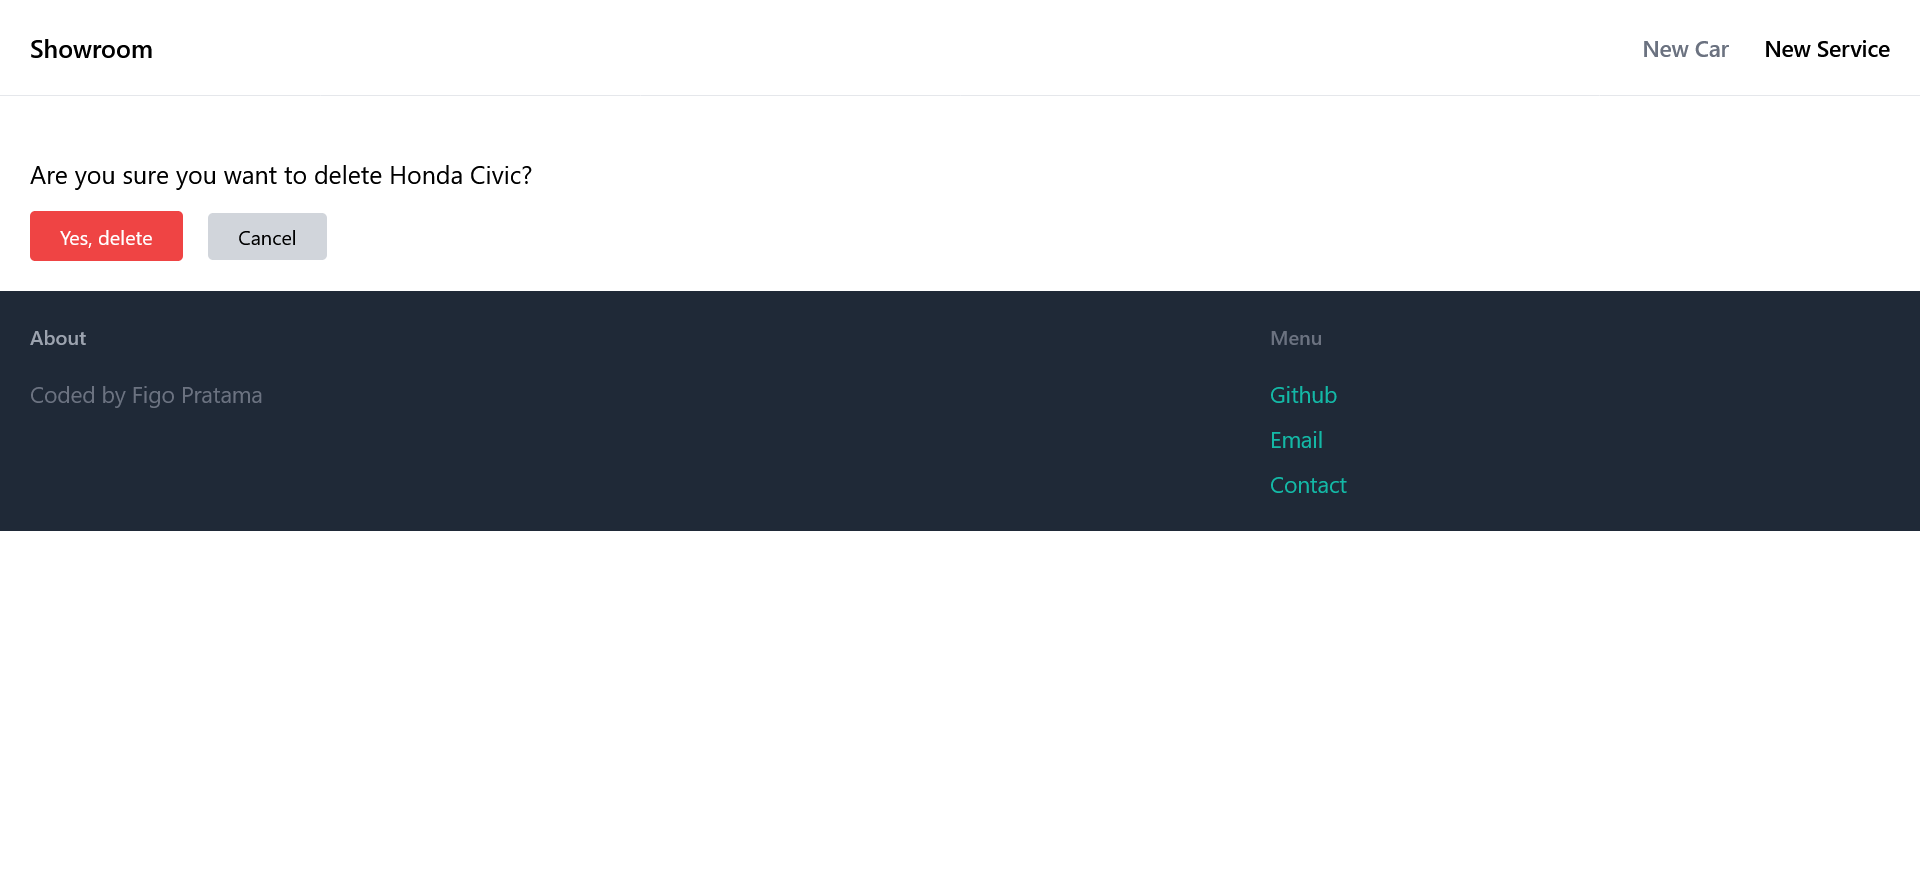 Showroom
New Car
New Service
Are you sure you want to delete Honda Civic?
Yes, delete
Cancel
About
Coded by Figo Pratama
Menu
Github
Email
Contact